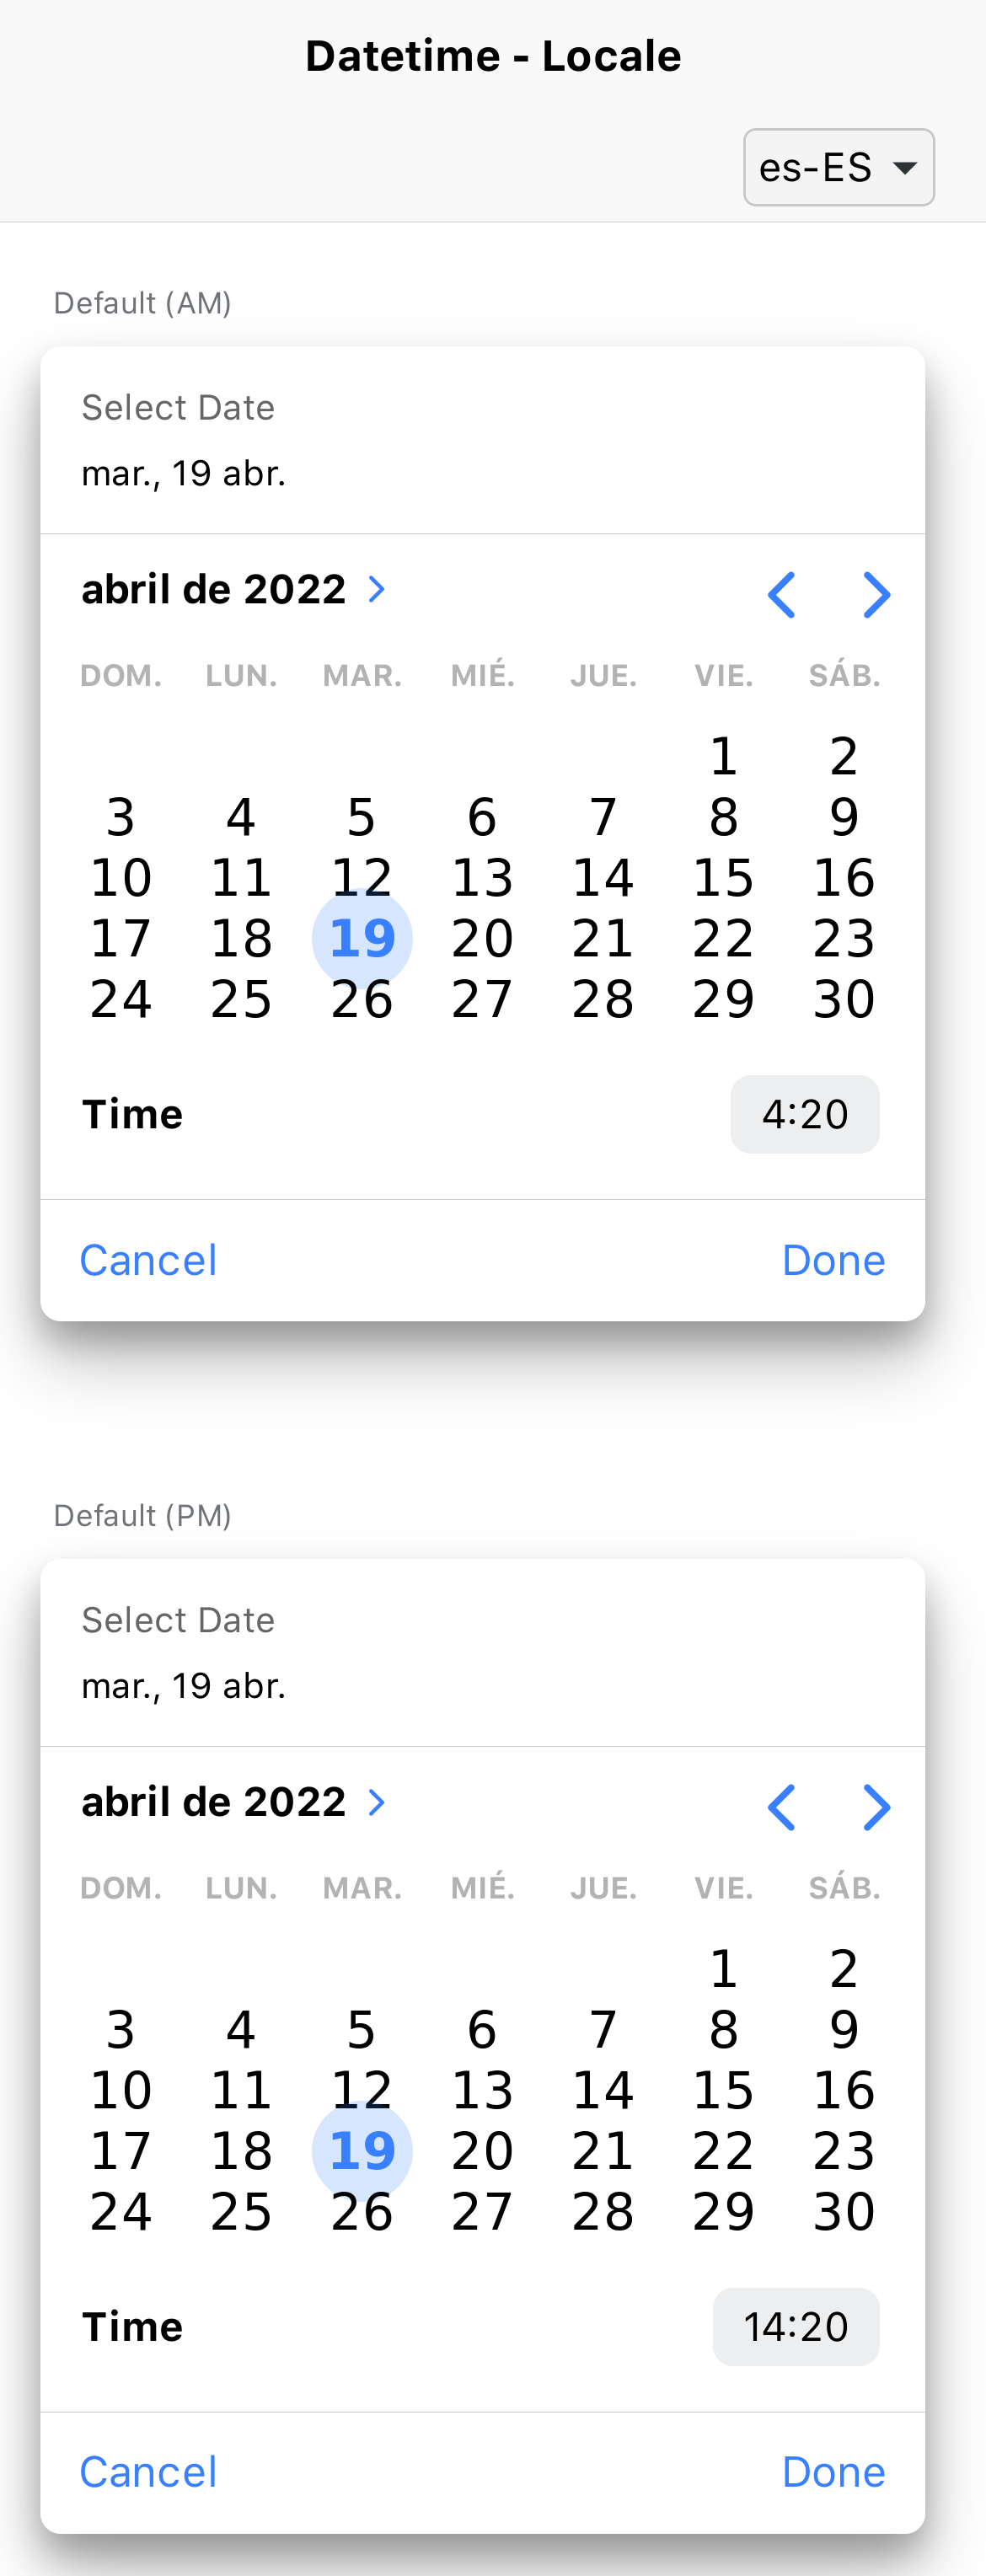 Datetime - Locale
es-ES
Default (AM)
Select Date
mar., 19 abr.
abril de 2022
DOM. LUN. MAR. MIÉ. JUE. VIE. SÁB.
1 2
3 4 5 6 7 8 9
10 11 12 13 14 15 16
17 18 19 20 21 22 23
24 25 26 27 28 29 30
Time 4:20
Cancel Done
Default (PM)
Select Date
mar., 19 abr.
abril de 2022
DOM. LUN. MAR. MIÉ. JUE. VIE. SÁB.
1 2
3 4 5 6 7 8 9
10 11 12 13 14 15 16
17 18 19 20 21 22 23
24 25 26 27 28 29 30
Time 14:20
Cancel Done